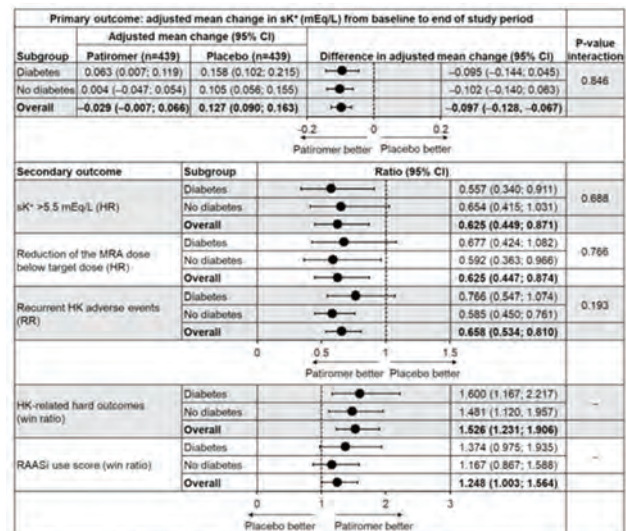 Primary outcome: adjusted mean change in sK⁺ (mEq/L) from baseline to end of study period
Adjusted mean change (95% CI)
P-value interaction
Subgroup Patiromer (n=439) Placebo (n=439) Difference in adjusted mean change (95% CI)
Diabetes 0.063 (0.007; 0.119) 0.158 (0.102; 0.215) −0.095 (−0.144; 0.045)
0.846
No diabetes 0.004 (−0.047; 0.054) 0.105 (0.056; 0.155) −0.102 (−0.140; 0.063)
Overall −0.029 (−0.007; 0.066) 0.127 (0.090; 0.163) −0.097 (−0.128, −0.067)
-0.2 0 0.2
Patiromer better Placebo better
Secondary outcome Subgroup Ratio (95% CI)
sK⁺ >5.5 mEq/L (HR)
Diabetes 0.557 (0.340; 0.911)
No diabetes 0.654 (0.415; 1.031)
Overall 0.625 (0.449; 0.871)
0.688
Reduction of the MRA dose
below target dose (HR)
Diabetes 0.677 (0.424; 1.082)
No diabetes 0.592 (0.363; 0.966)
Overall 0.625 (0.447; 0.874)
0.766
Recurrent HK adverse events
(RR)
Diabetes 0.766 (0.547; 1.074)
No diabetes 0.585 (0.450; 0.761)
Overall 0.658 (0.534; 0.810)
0.193
0 .5 1 1.5
Patiromer better Placebo better
HK-related hard outcomes
(win ratio)
Diabetes 1.600 (1.167; 2.217)
No diabetes 1.481 (1.120; 1.957)
Overall 1.526 (1.231; 1.906)
–
RAASi use score (win ratio)
Diabetes 1.374 (0.975; 1.935)
No diabetes 1.167 (0.867; 1.588)
Overall 1.248 (1.003; 1.564)
–
0 1 2 3
Placebo better Patiromer better